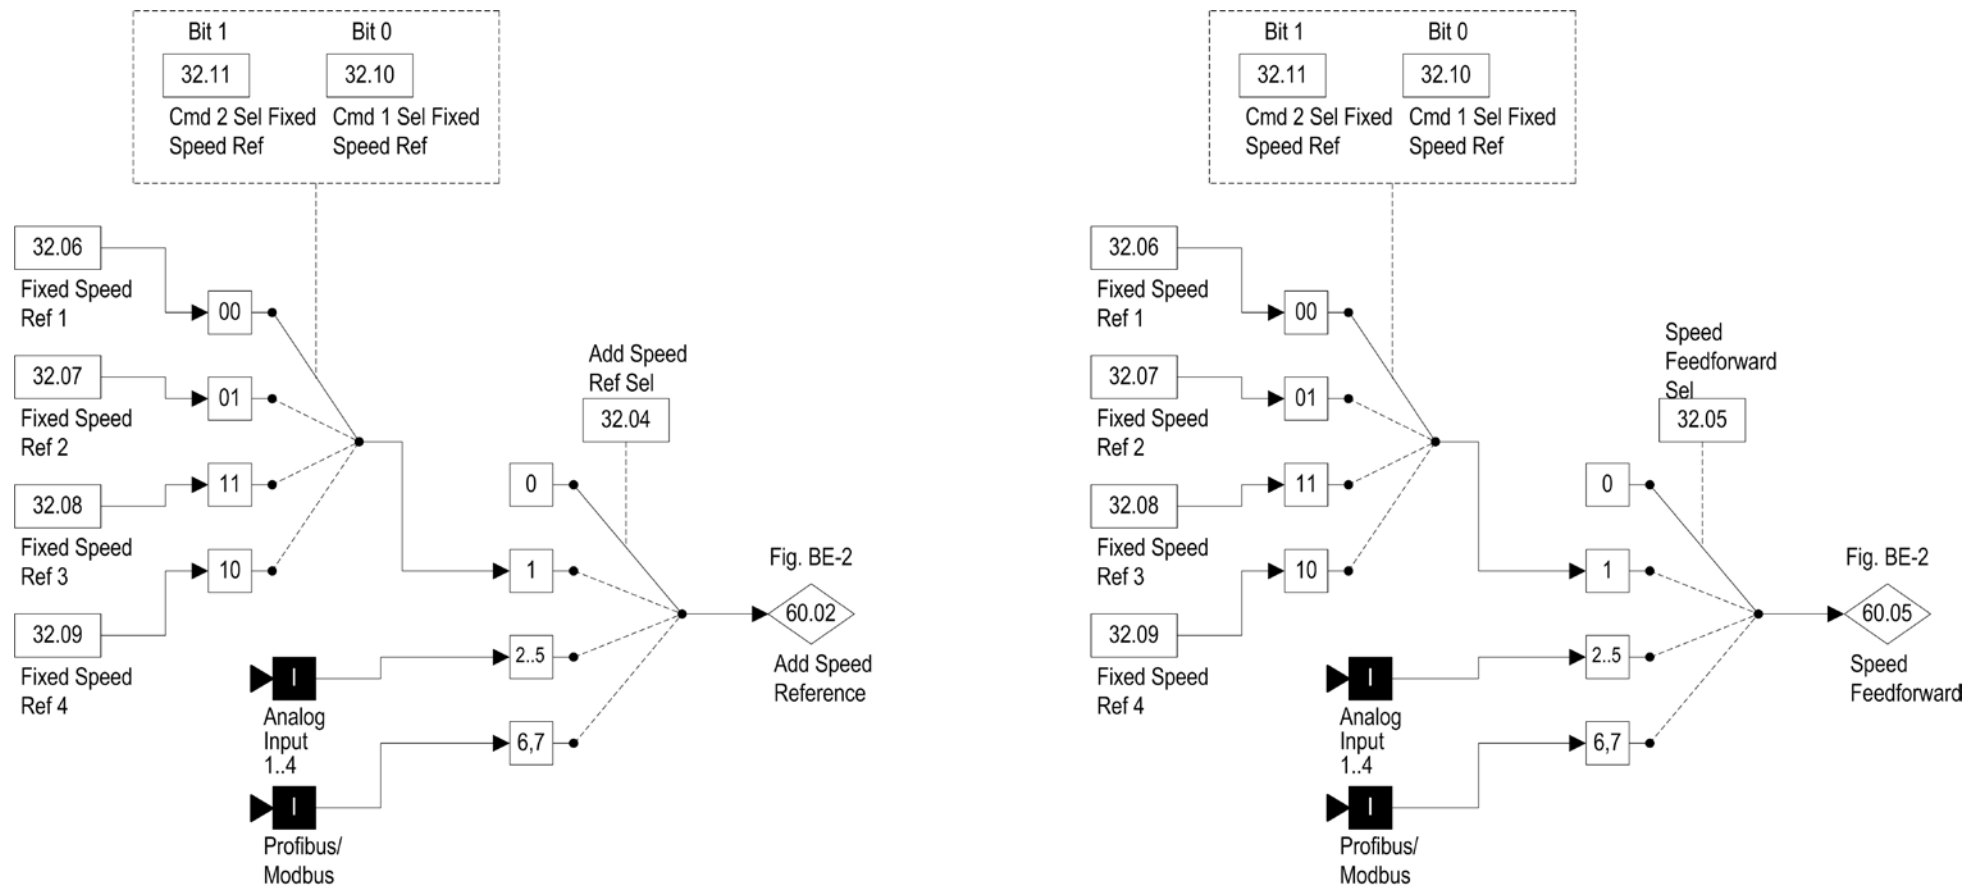 Bit 1
Bit 0
32.11
32.10
Cmd 2 Sel Fixed
Speed Ref
Cmd 1 Sel Fixed
Speed Ref
32.06
Fixed Speed
Ref 1
00
32.07
Fixed Speed
Ref 2
01
32.08
Fixed Speed
Ref 3
11
32.09
Fixed Speed
Ref 4
10
Add Speed
Ref Sel
32.04
0
1
2..5
6,7
I
Analog
Input
1..4
I
Profibus/
Modbus
Fig. BE-2
60.02
Add Speed
Reference
Bit 1
Bit 0
32.11
32.10
Cmd 2 Sel Fixed
Speed Ref
Cmd 1 Sel Fixed
Speed Ref
32.06
Fixed Speed
Ref 1
00
32.07
Fixed Speed
Ref 2
01
32.08
Fixed Speed
Ref 3
11
32.09
Fixed Speed
Ref 4
10
Speed
Feedforward
Sel
32.05
0
1
2..5
6,7
I
Analog
Input
1..4
I
Profibus/
Modbus
Fig. BE-2
60.05
Speed
Feedforward